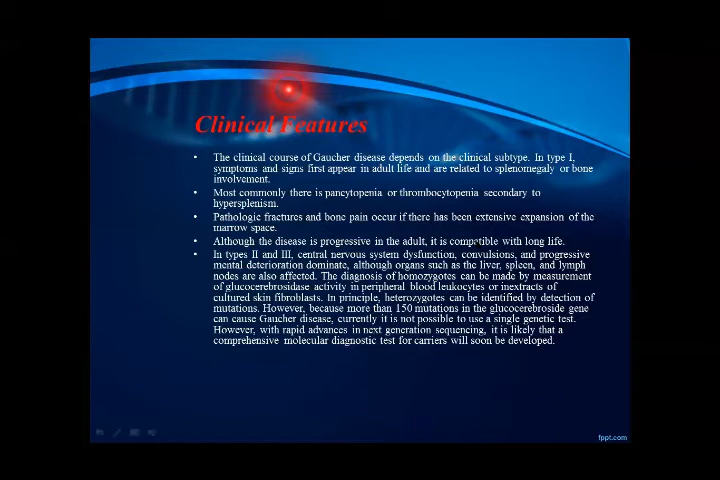 Clinical Features
• The clinical course of Gaucher disease depends on the clinical subtype. In type I,
symptoms and signs first appear in adult life and are related to splenomegaly or bone
involvement.
• Most commonly there is pancytopenia or thrombocytopenia secondary to
hypersplenism.
• Pathologic fractures and bone pain occur if there has been extensive expansion of the
marrow space.
• Although the disease is progressive in the adult, it is compatible with long life.
• In types II and III, central nervous system dysfunction, convulsions, and progressive
mental deterioration dominate, although organs such as the liver, spleen, and lymph
nodes are also affected. The diagnosis of homozygotes can be made by measurement
of glucocerebrosidase activity in peripheral blood leukocytes or inextracts of
cultured skin fibroblasts. In principle, heterozygotes can be identified by detection of
mutations. However, because more than 150 mutations in the glucocerebroside gene
can cause Gaucher disease, currently it is not possible to use a single genetic test.
However, with rapid advances in next generation sequencing, it is likely that a
comprehensive molecular diagnostic test for carriers will soon be developed.
fppt.com